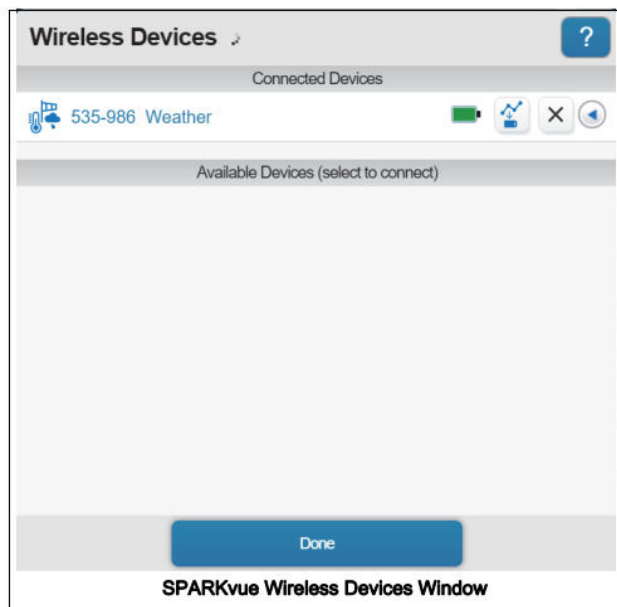 Wireless Devices
?
Connected Devices
535-986 Weather
Available Devices (select to connect)
Done
SPARKvue Wireless Devices Window